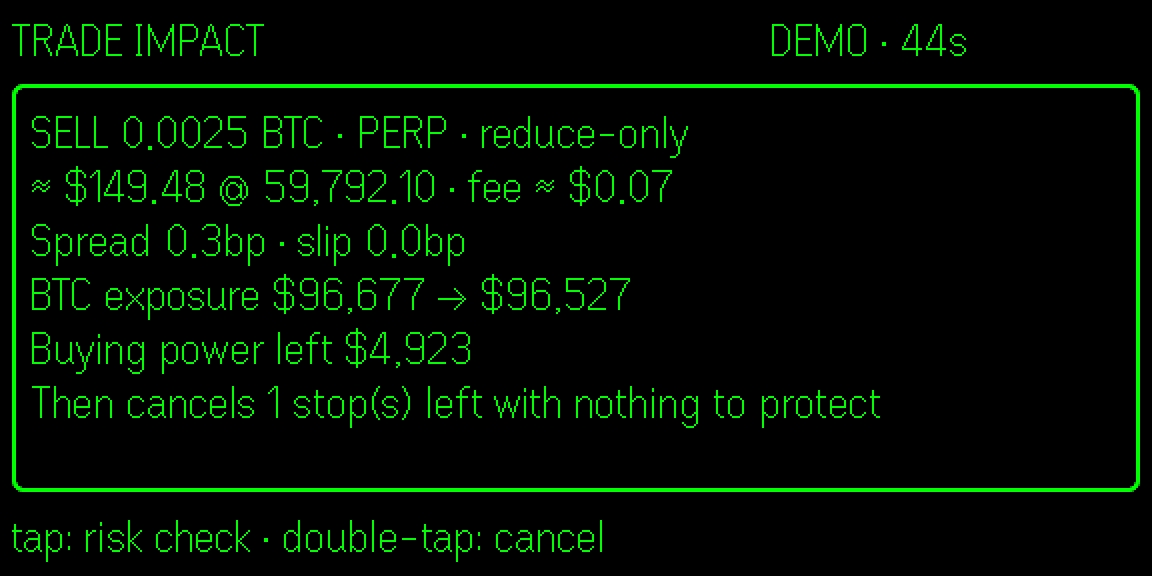 TRADE IMPACT
DEMO · 44s
SELL 0.0025 BTC · PERP · reduce-only
≈ $149.48 @ 59,792.10 · fee ≈ $0.07
Spread 0.3bp · slip 0.0bp
BTC exposure $96,677 → $96,527
Buying power left $4,923
Then cancels 1 stop(s) left with nothing to protect
tap: risk check · double-tap: cancel